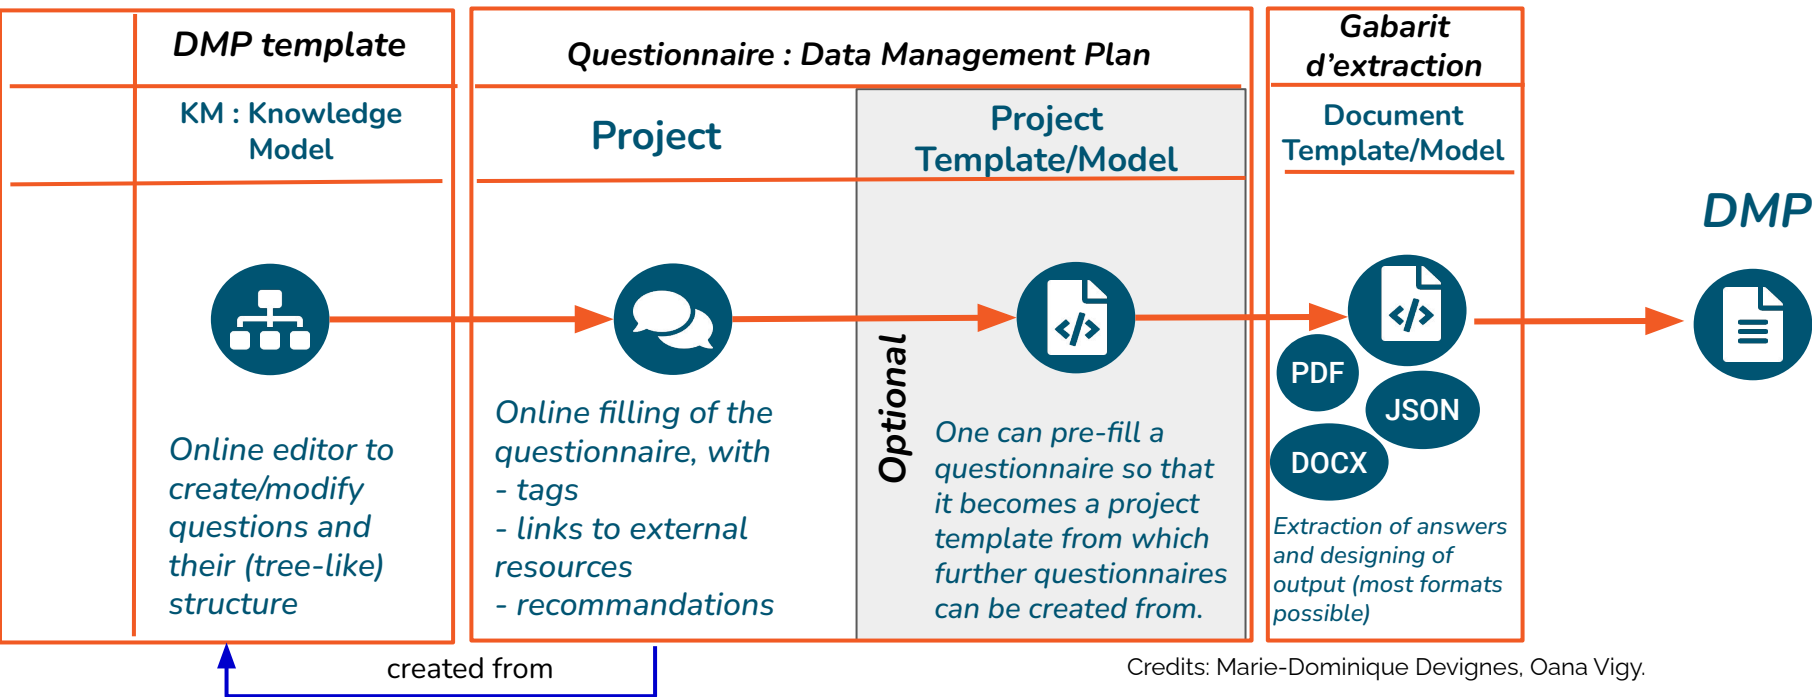 DMP template
KM : Knowledge
Model
Online editor to
create/modify
questions and
their (tree-like)
structure
Questionnaire : Data Management Plan
Project
Online filling of the
questionnaire, with
- tags
- links to external
resources
- recommandations
Project
Template/Model
Optional
One can pre-fill a
questionnaire so that
it becomes a project
template from which
further questionnaires
can be created from.
Gabarit
d’extraction
Document
Template/Model
</>
</>
PDF
JSON
DOCX
Extraction of answers
and designing of
output (most formats
possible)
DMP
created from
Credits: Marie-Dominique Devignes, Oana Vigy.